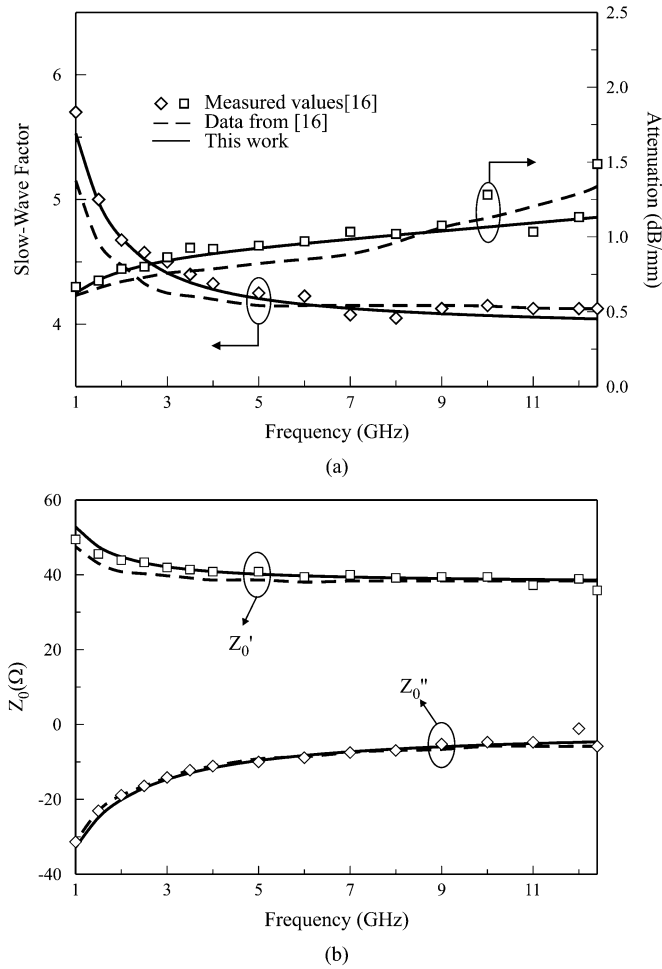 2.5
6
2.0
Measured values[16]
Data from [16]
This work
1.5
5
1.0
4
0.5
0.0
Slow-Wave Factor
Attenuation (dB/mm)
1 3 5 7 9 11
Frequency (GHz)
(a)
60
40
Z0'
20
Z0''
0
-20
-40
Z0(Ω)
1 3 5 7 9 11
Frequency (GHz)
(b)